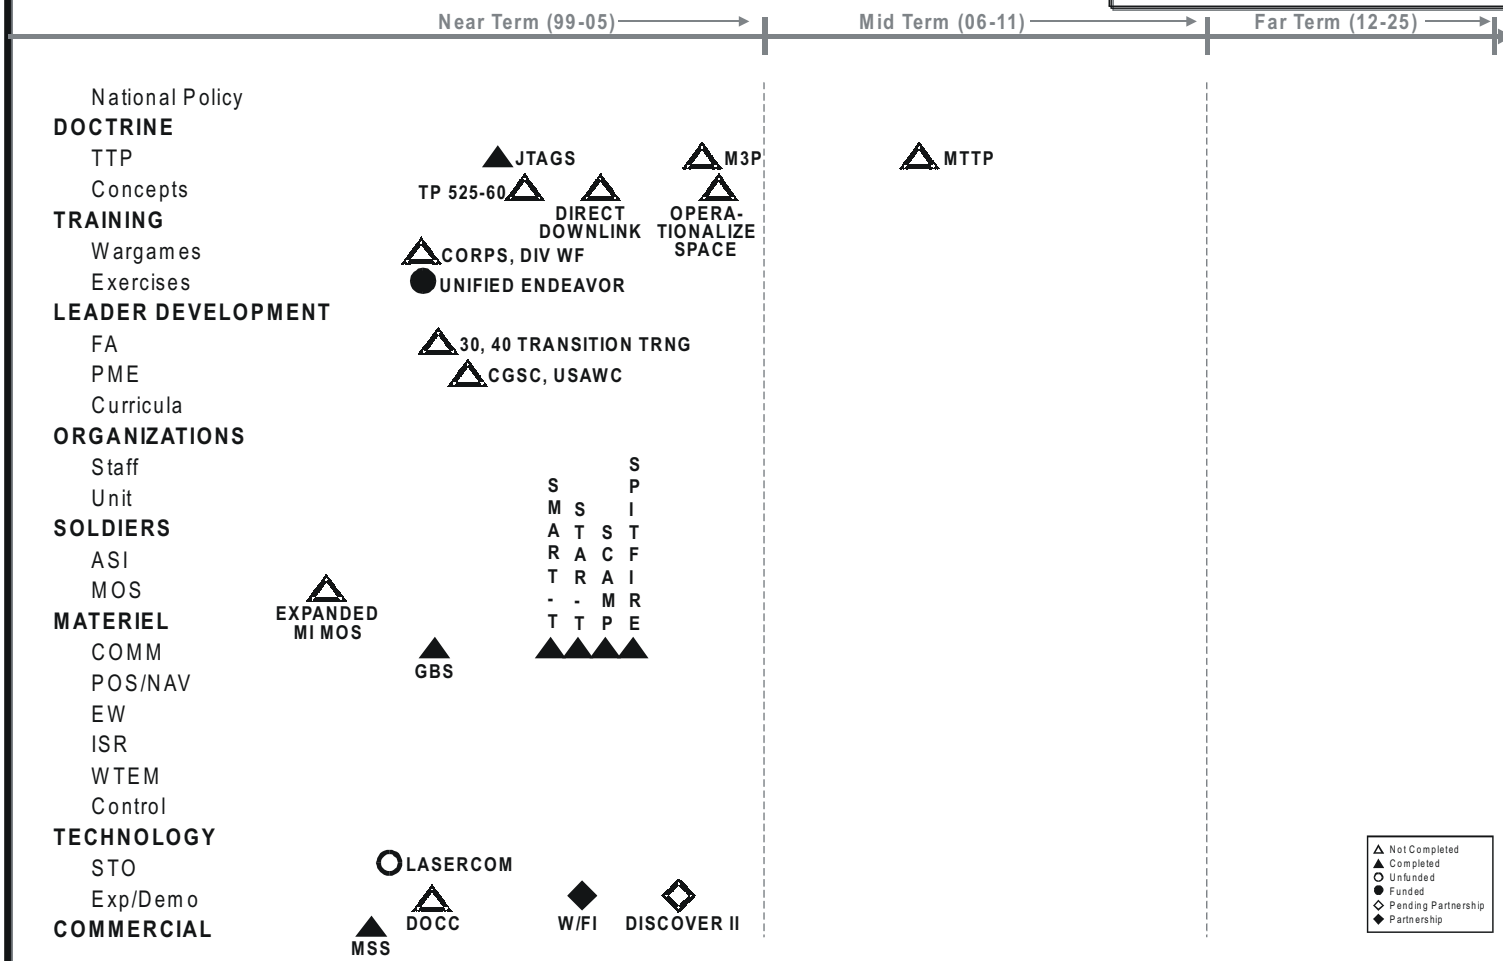 Near Term (99-05)
Mid Term (06-11)
Far Term (12-25)
National Policy
DOCTRINE
TTP
JTAGS
M3P
MTTP
Concepts
TP 525-60
DIRECT
DOWNLINK
OPERA-
TIONALIZE
SPACE
TRAINING
Wargames
CORPS, DIV WF
Exercises
UNIFIED ENDEAVOR
LEADER DEVELOPMENT
FA
30, 40 TRANSITION TRNG
PME
CGSC, USAWC
Curricula
ORGANIZATIONS
Staff
Unit
SMART-T
START-T
SCAMP
SPITFIRE
SOLDIERS
ASI
MOS
EXPANDED
MI MOS
MATERIEL
COMM
GBS
POS/NAV
EW
ISR
WTEM
Control
TECHNOLOGY
STO
LASERCOM
Exp/Demo
DOCC
W/FI
DISCOVER II
COMMERCIAL
MSS
Not Completed
Completed
Unfunded
Funded
Pending Partnership
Partnership